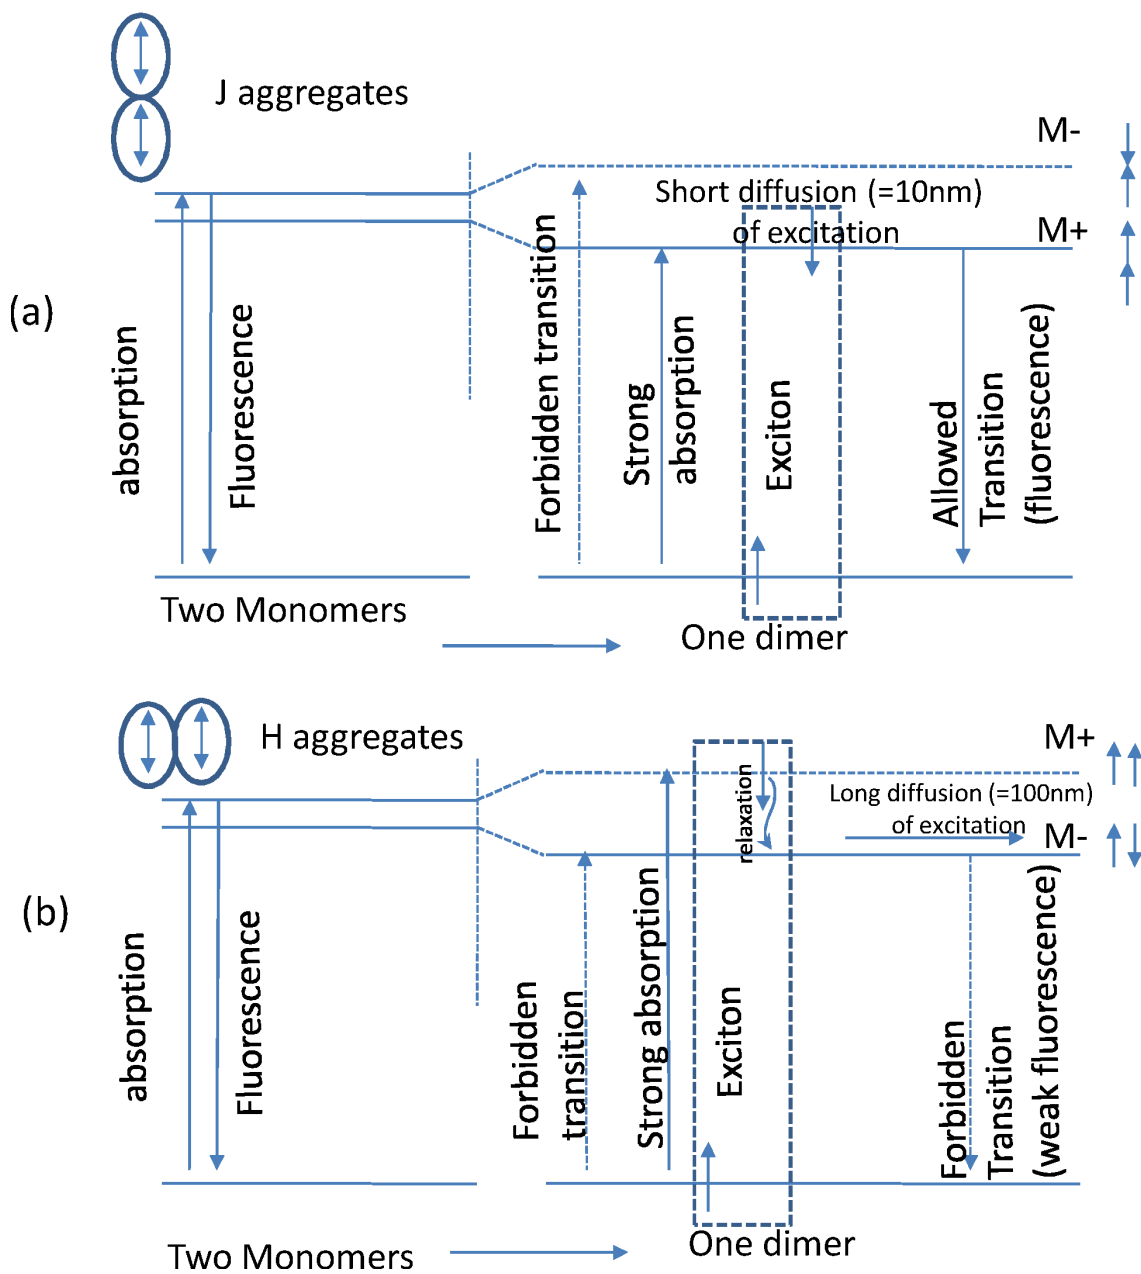 J aggregates
M-
Short diffusion (=10nm)
of excitation
M+
(a)
absorption
Fluorescence
Forbidden transition
Strong
absorption
Exciton
Allowed
Transition
(fluorescence)
Two Monomers
One dimer
H aggregates
M+
relaxation
Long diffusion (=100nm)
of excitation
M-
(b)
absorption
Fluorescence
Forbidden
transition
Strong absorption
Exciton
Forbidden
Transition
(weak fluorescence)
Two Monomers
One dimer